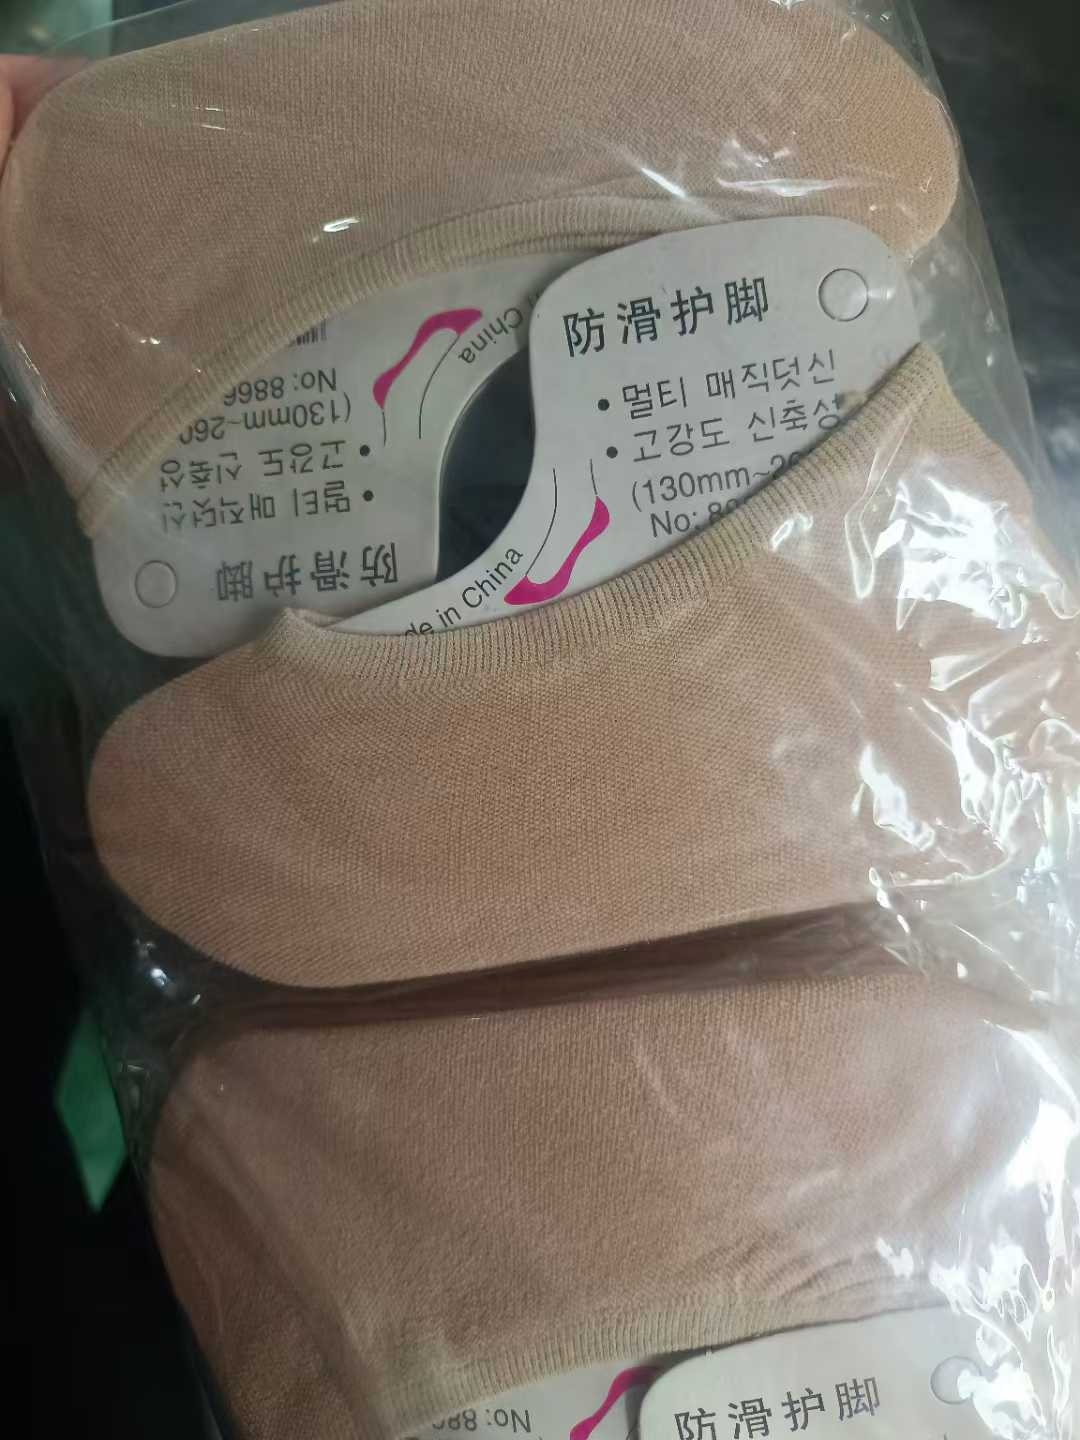 防滑护脚
• 멀티 매직덧신
• 고강도 신축성
(130mm~26
No: 88
de in China
防滑护脚
• 멀티 매직덧신
• 고강도 신축성
(130mm~260
No: 8866
China
防滑护脚
No: 886